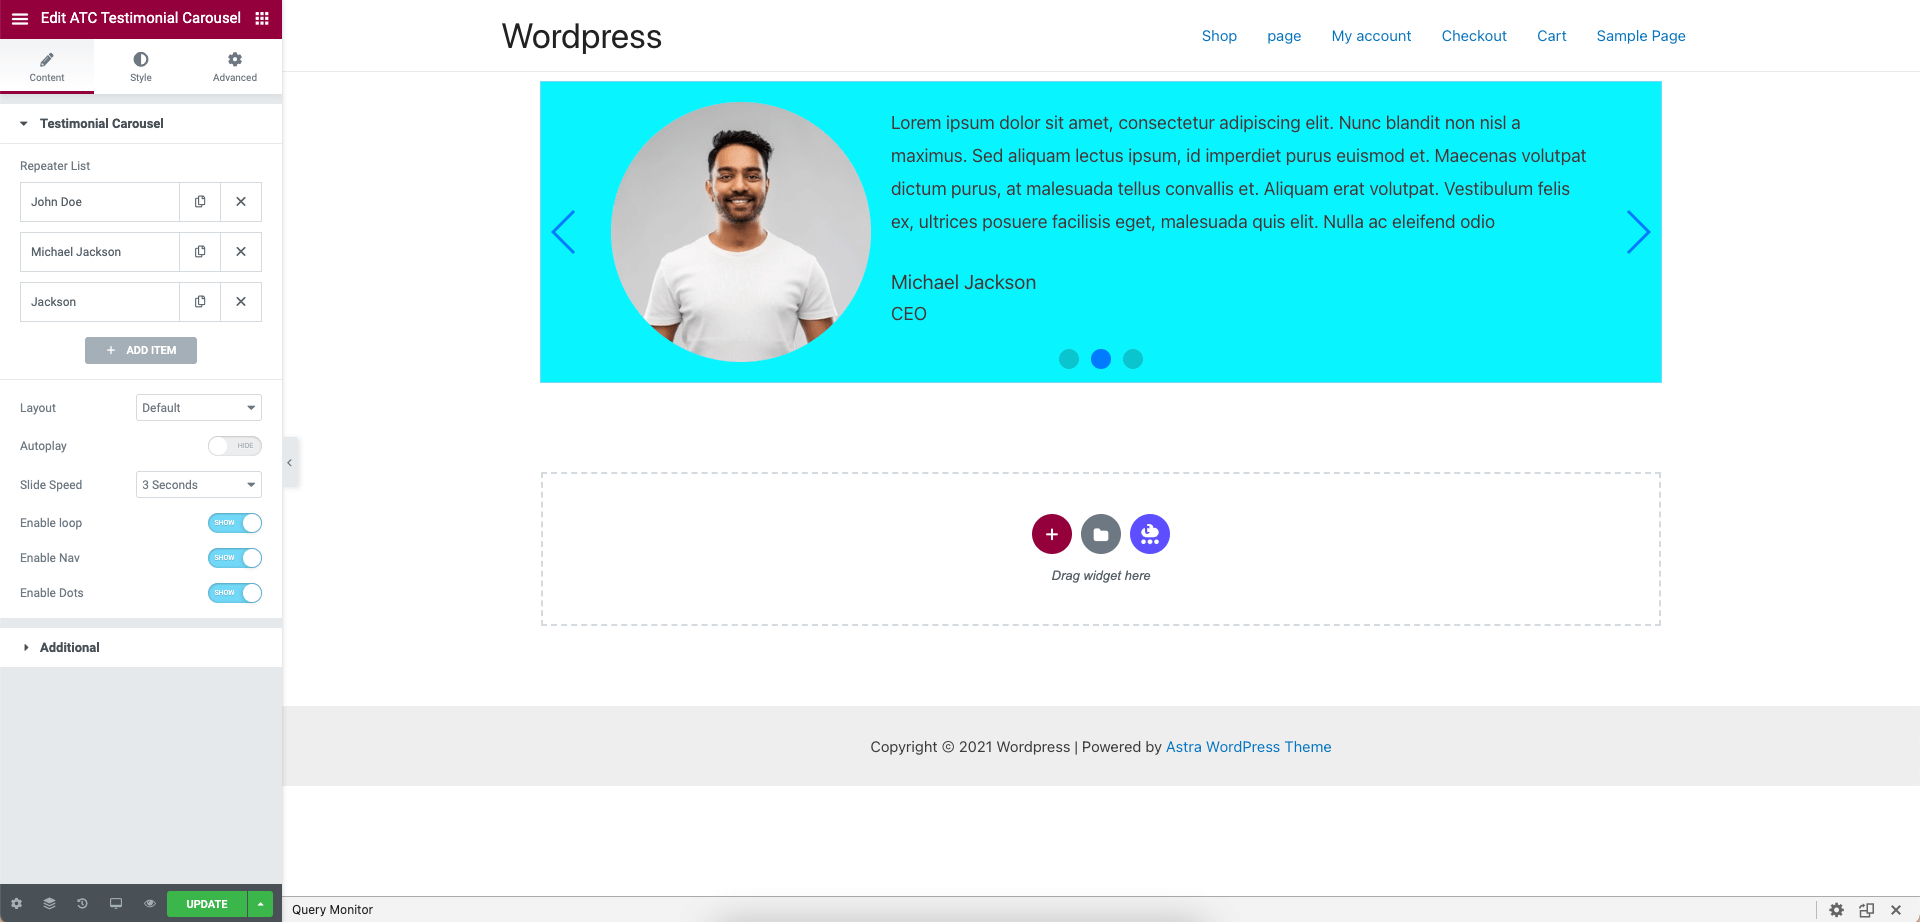 Edit ATC Testimonial Carousel
Content
Style
Advanced
Testimonial Carousel
Repeater List
John Doe
Michael Jackson
Jackson
ADD ITEM
Layout
Default
Autoplay
HIDE
Slide Speed
3 Seconds
Enable loop
SHOW
Enable Nav
SHOW
Enable Dots
SHOW
Additional
UPDATE
Wordpress
Shop
page
My account
Checkout
Cart
Sample Page
Lorem ipsum dolor sit amet, consectetur adipiscing elit. Nunc blandit non nisl a
maximus. Sed aliquam lectus ipsum, id imperdiet purus euismod et. Maecenas volutpat
dictum purus, at malesuada tellus convallis et. Aliquam erat volutpat. Vestibulum felis
ex, ultrices posuere facilisis eget, malesuada quis elit. Nulla ac eleifend odio
Michael Jackson
CEO
Drag widget here
Copyright © 2021 Wordpress | Powered by Astra WordPress Theme
Query Monitor